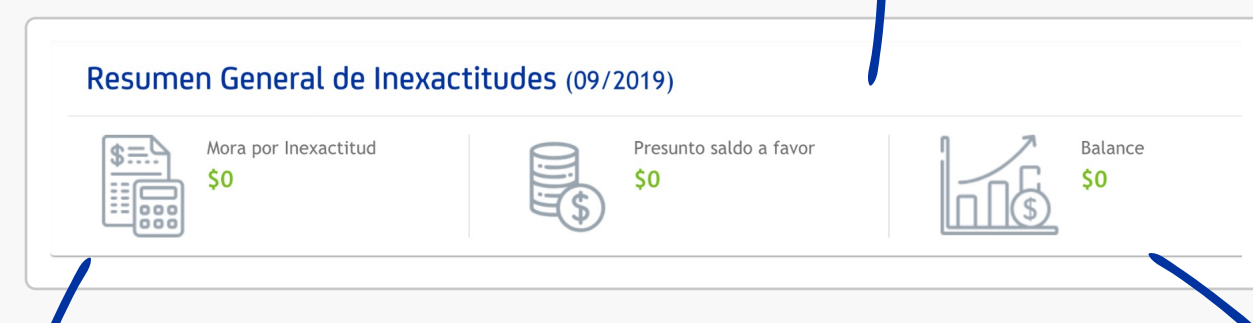 Resumen General de Inexactitudes (09/2019)
Mora por Inexactitud
$0
Presunto saldo a favor
$0
Balance
$0